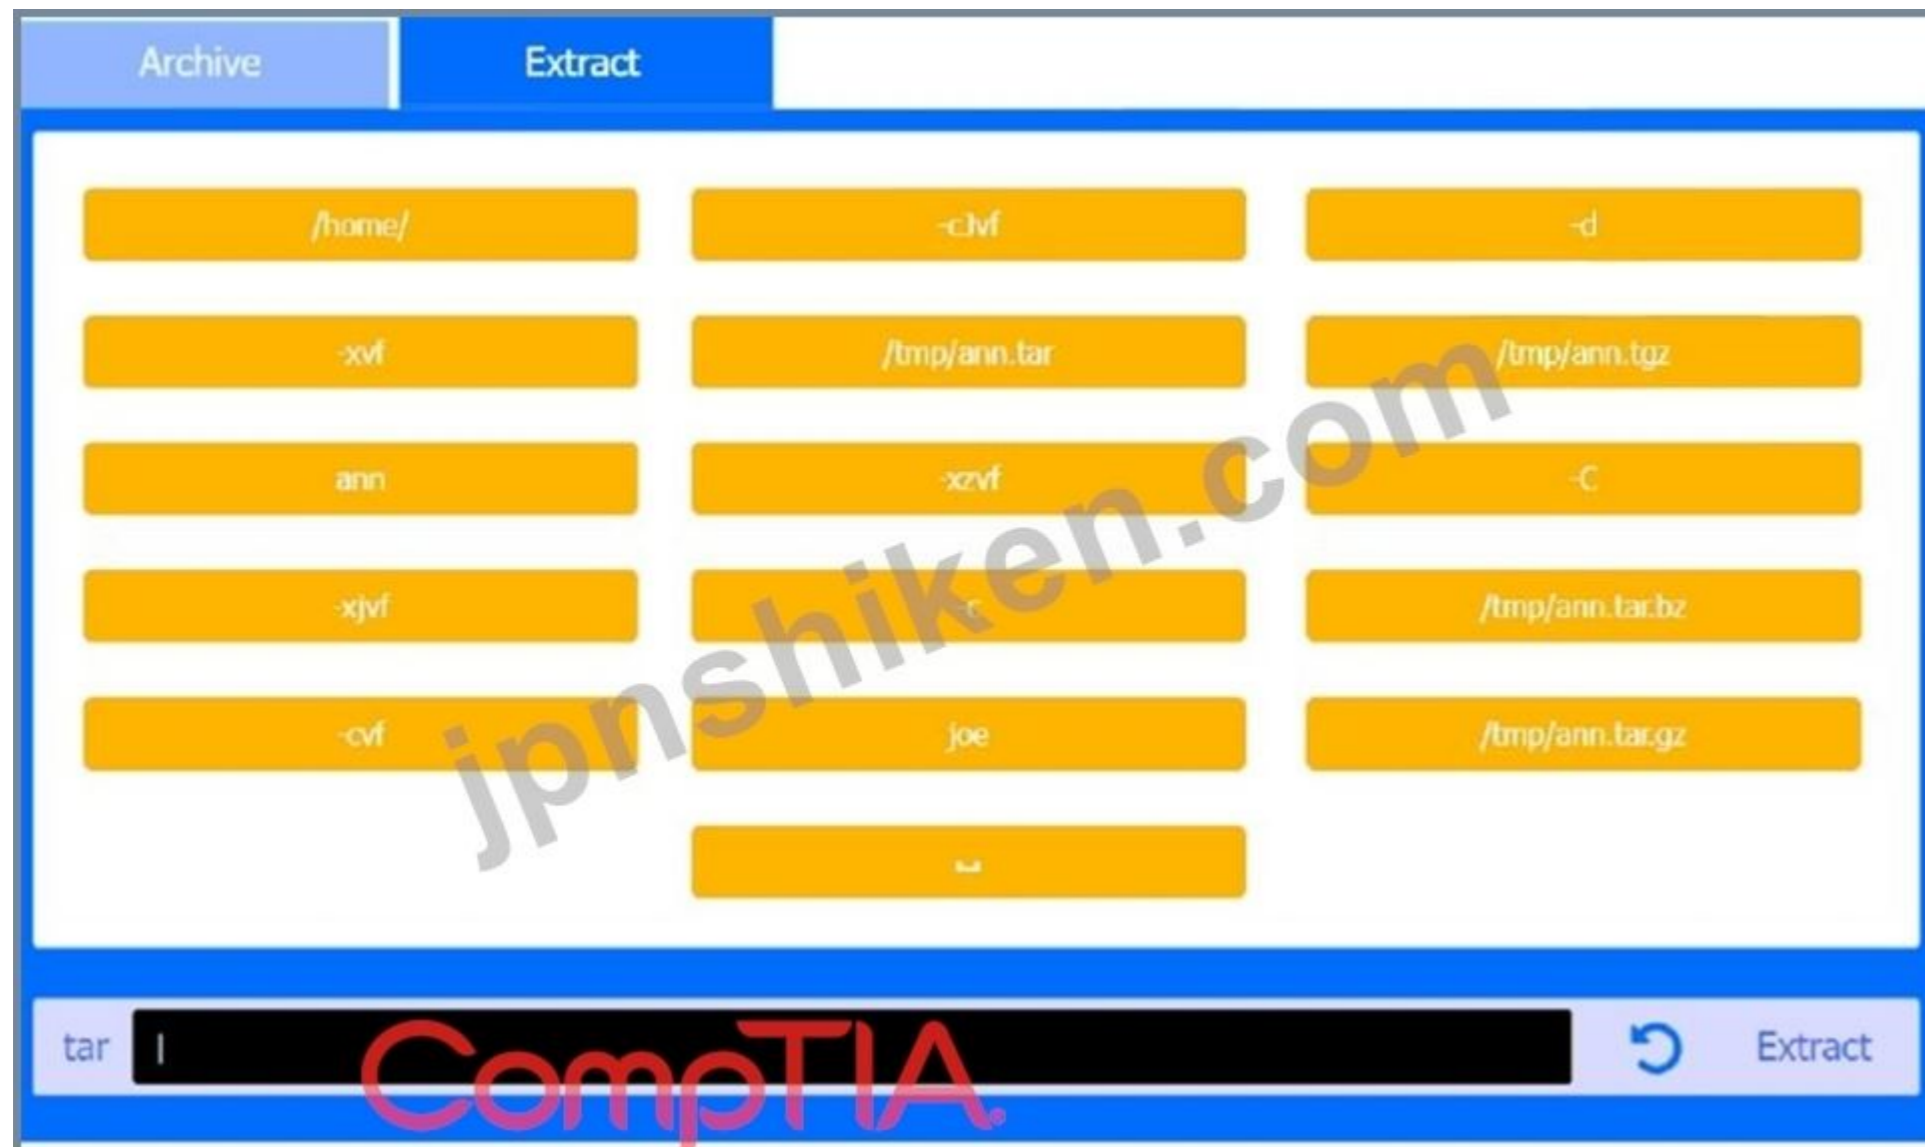 Archive Extract
/home/ -cJvf -d
-xvf /tmp/ann.tar /tmp/ann.tgz
ann -xzvf -C
-xjvf -c /tmp/ann.tar.bz
-cvf joe /tmp/ann.tar.gz
␣
jpnshiken.com
tar Extract
CompTIA®